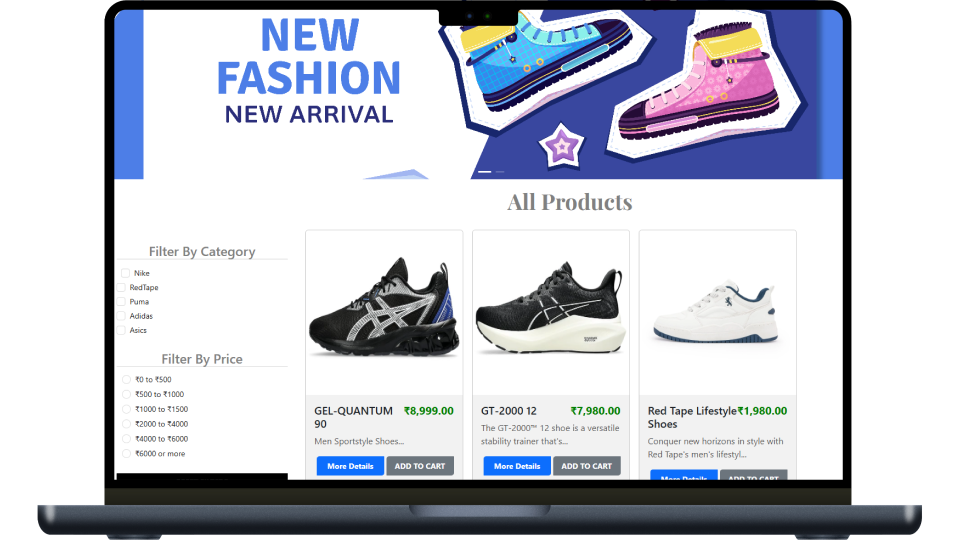 NEW
FASHION
NEW ARRIVAL
All Products
Filter By Category
Nike
RedTape
Puma
Adidas
Asics
Filter By Price
₹0 to ₹500
₹500 to ₹1000
₹1000 to ₹1500
₹2000 to ₹4000
₹4000 to ₹6000
₹6000 or more
GEL-QUANTUM 90 ₹8,999.00
Men Sportstyle Shoes...
More Details ADD TO CART
GT-2000 12 ₹7,980.00
The GT-2000™ 12 shoe is a versatile
stability trainer that's...
More Details ADD TO CART
Red Tape Lifestyle Shoes ₹1,980.00
Conquer new horizons in style with
Red Tape's men's lifestyl...
More Details ADD TO CART